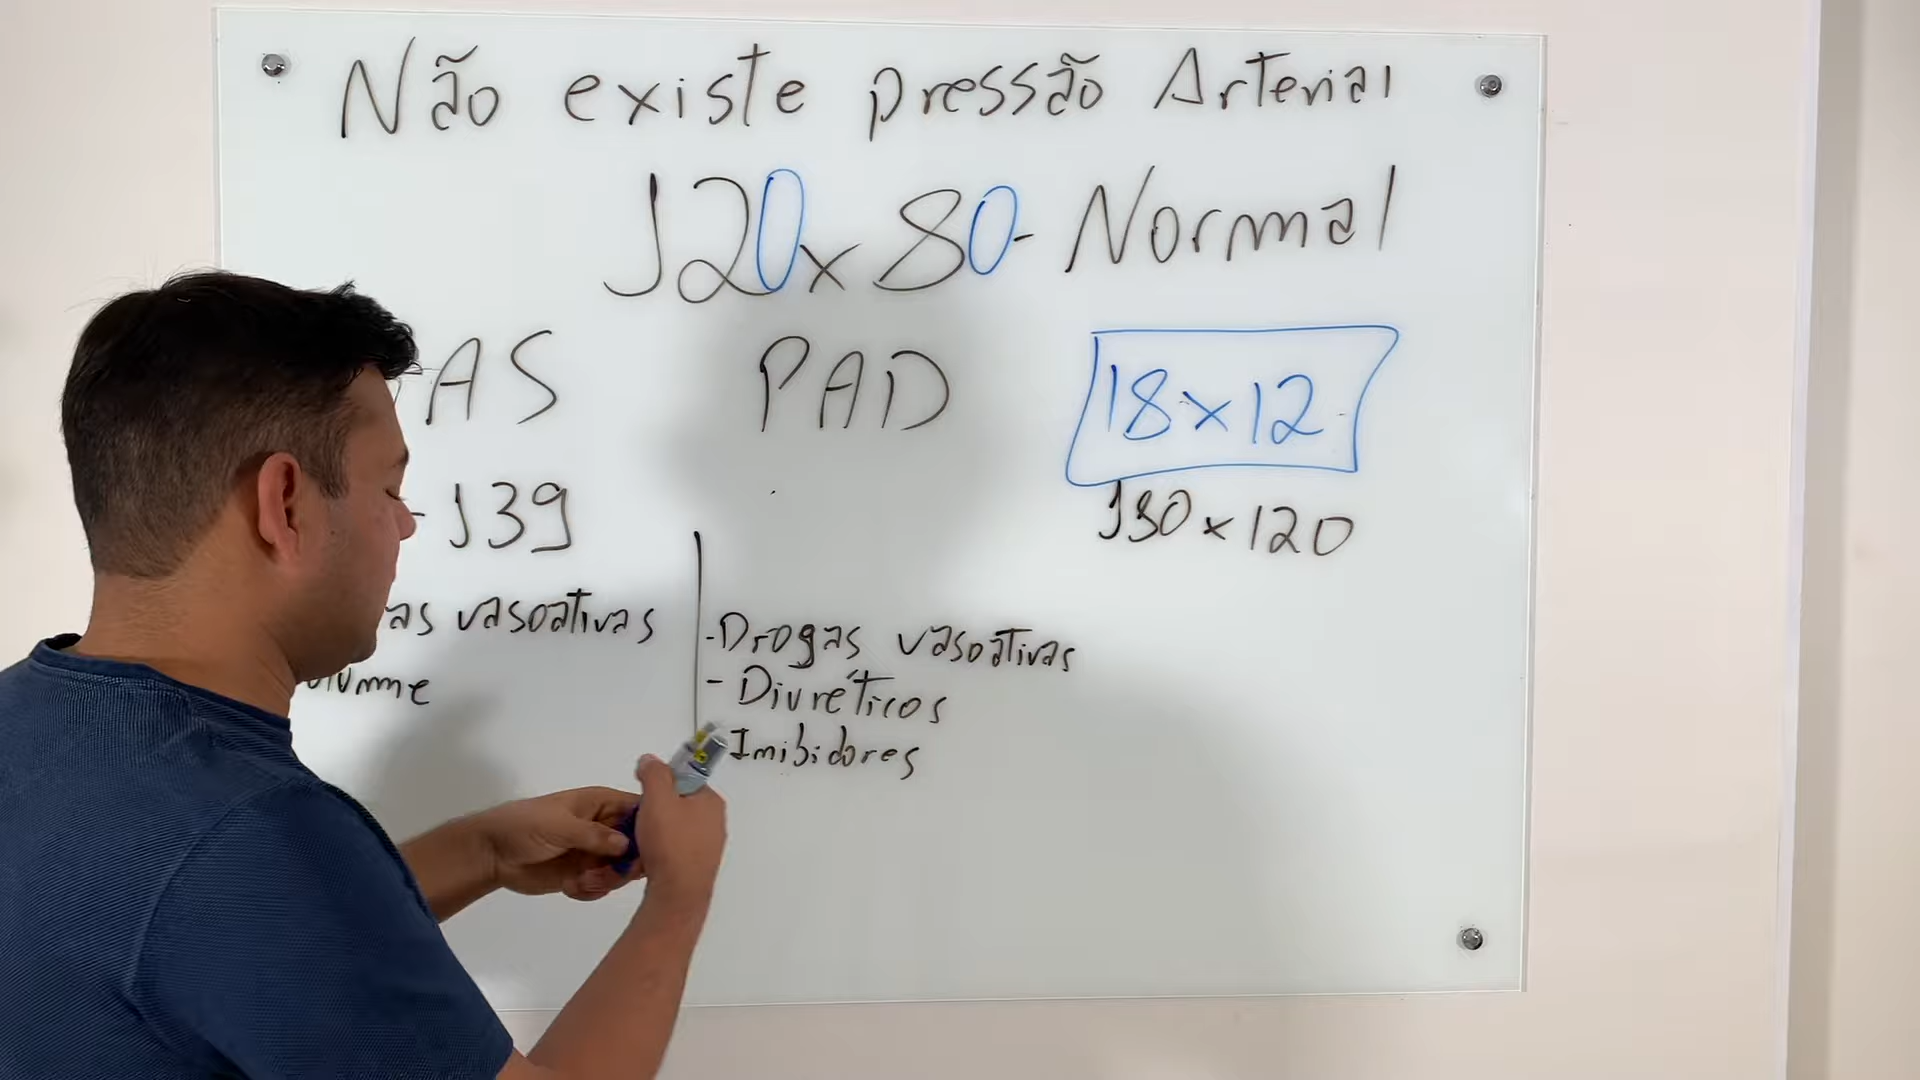 Não existe pressão Arterial
120x80- Normal
AS PAD 18x12
-139 180x120
as vasoativas
olume
-Drogas vasoativas
- Diuréticos
Imibidores